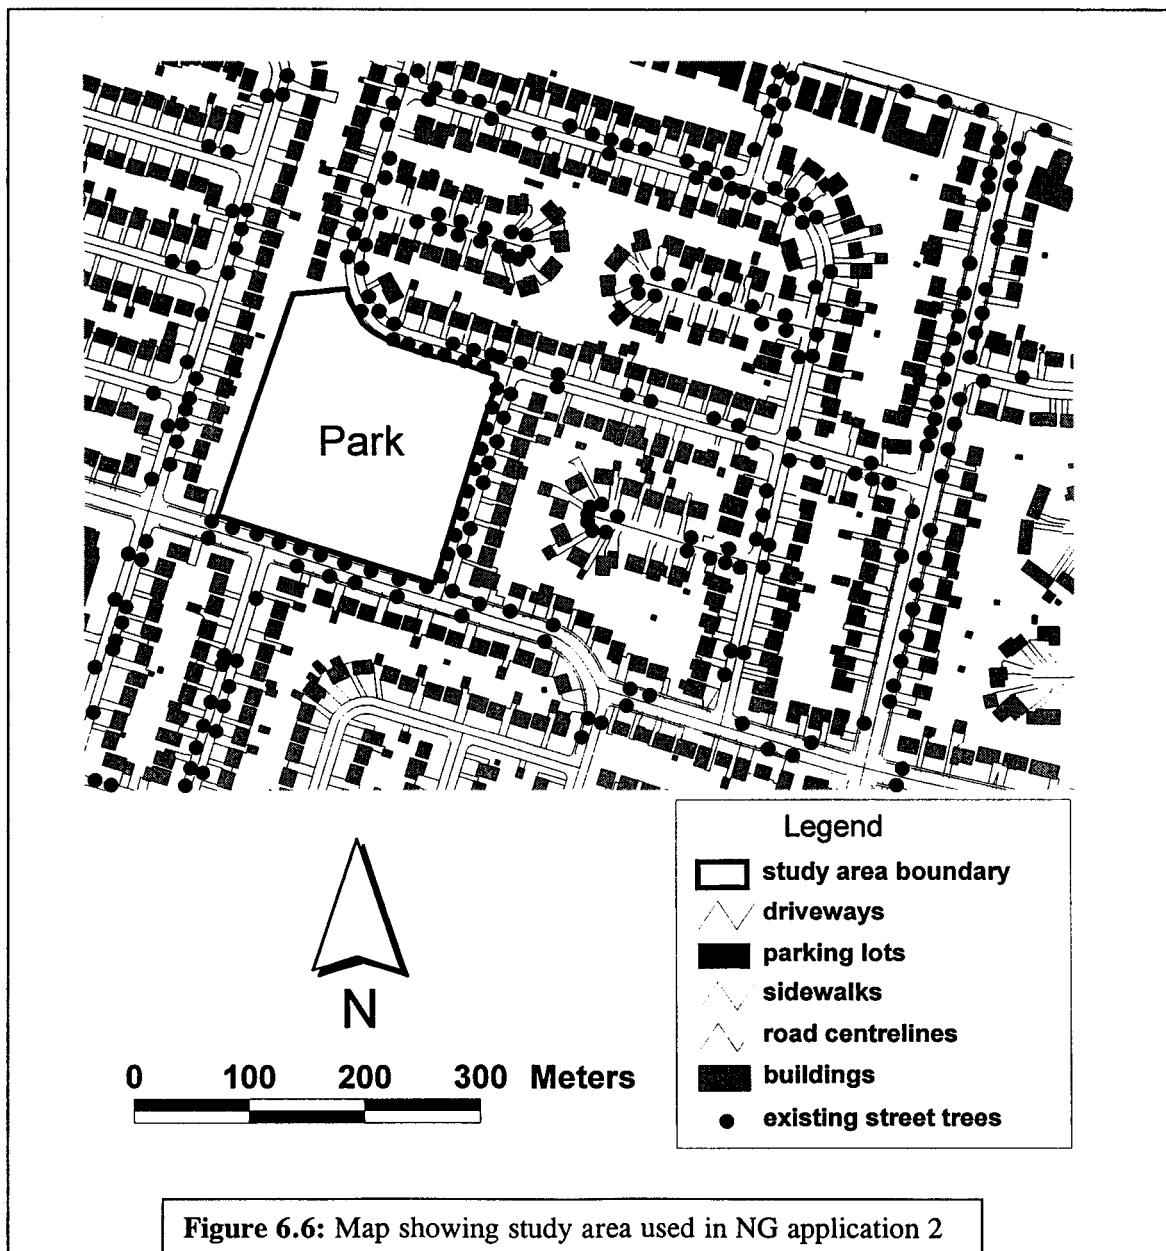 Park
Legend
study area boundary
driveways
parking lots
sidewalks
road centrelines
buildings
existing street trees
N
0 100 200 300 Meters
Figure 6.6: Map showing study area used in NG application 2